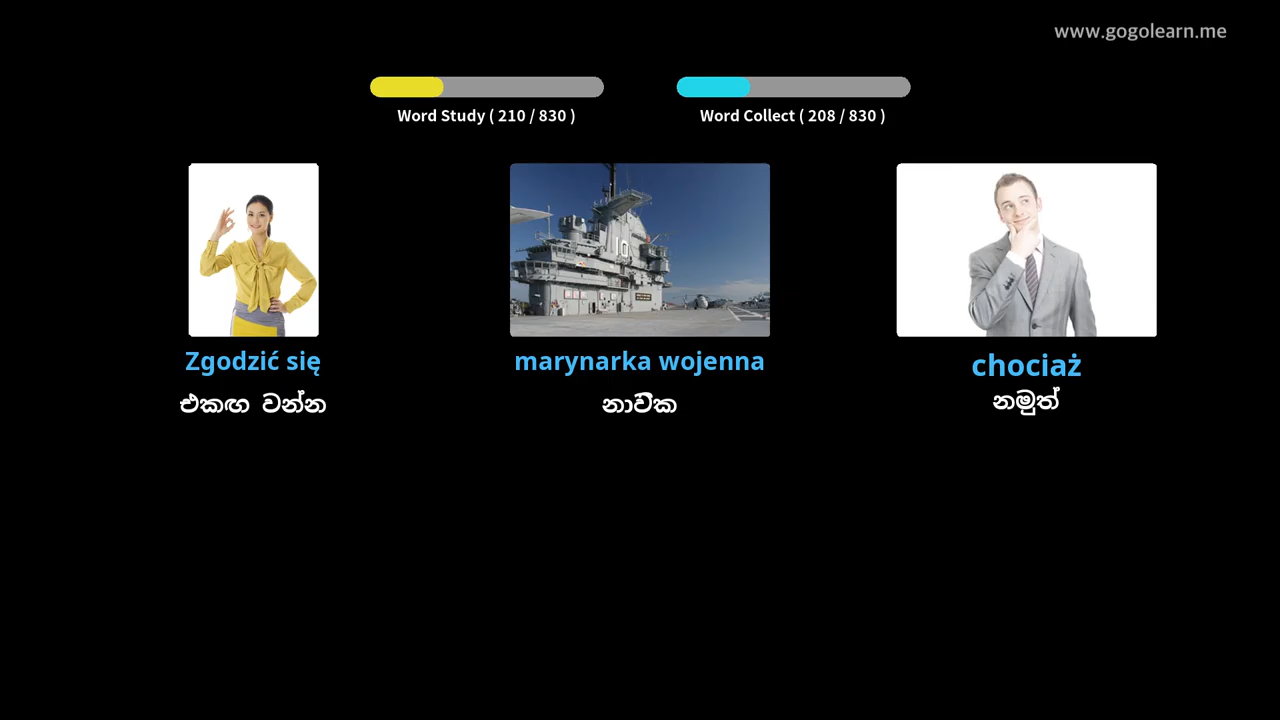 www.gogolearn.me
Word Study ( 210 / 830 )
Word Collect ( 208 / 830 )
Zgodzić się
marynarka wojenna
chociaż
එකඟ වන්න
නාවික
නමුත්